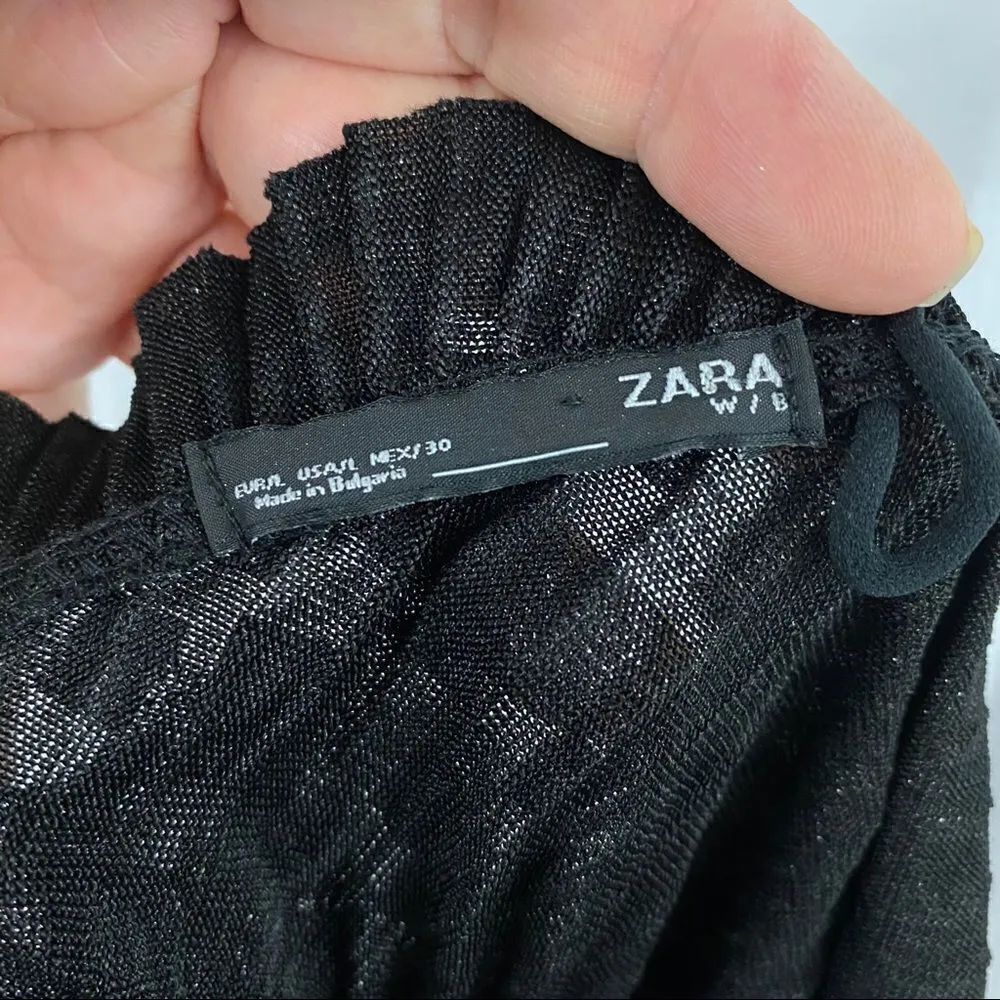 ZARA
W / B
EUR/L USA/L MEX/30
Made in Bulgaria